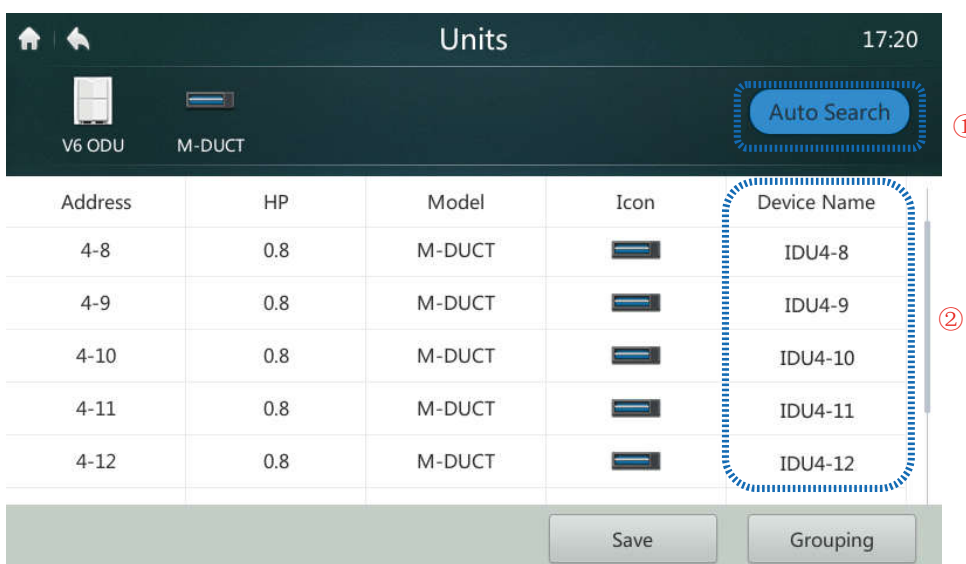 Units 17:20
Auto Search ①
V6 ODU M-DUCT
Address HP Model Icon Device Name
4-8 0.8 M-DUCT IDU4-8
4-9 0.8 M-DUCT IDU4-9
②
4-10 0.8 M-DUCT IDU4-10
4-11 0.8 M-DUCT IDU4-11
4-12 0.8 M-DUCT IDU4-12
Save Grouping